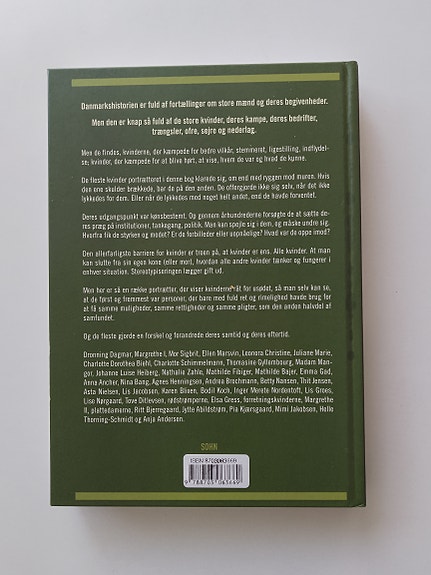 Danmarkshistorien er fuld af fortællinger om store mænd og deres begivenheder.
Men den er knap så fuld af de store kvinder, deres kampe, deres bedrifter,
trængsler, ofre, sejre og nederlag.
Men de findes, kvinderne, der kæmpede for bedre vilkår, stemmeret, ligestilling, indflydel-
se; kvinder, der kæmpede for at blive hørt, at vise, hvem de var og hvad de kunne.
De fleste kvinder portrætteret i denne bog klarede sig, om end med ryggen mod muren. Hvis
den ene skulder brækkede, bar de på den anden. De offergjorde ikke sig selv, når det ikke
lykkedes for dem. Eller når de lykkedes med noget helt andet, end de havde forventet.
Deres udgangspunkt var kønsbestemt. Op gennem århundrederne forsøgte de at sætte de-
res præg på institutioner, tankegang, politik. Man kan spejle sig i dem, og måske undre sig.
Hvorfra fik de styrken og modet? Er de forbilleder eller uopnåelige? Hvad var de oppe imod?
Den allerfarligste barriere for kvinder er troen på, at kvinder er ens. Alle kvinder. At man
kan slutte fra sin egen kone (eller mor), hvordan alle andre kvinder tænker og fungerer i
enhver situation. Stereotypiseringen lægger gift ud.
Men her er så en række portrætter, der viser kvinderne råt for usødet, så man selv kan se,
at de først og fremmest var personer, der bare med fuld ret og rimelighed havde brug for
at få samme muligheder, samme rettigheder og samme pligter, som den anden halvdel af
samfundet.
Og de fleste gjorde en forskel og forandrede deres samtid og deres eftertid.
Dronning Dagmar, Margrethe I, Mor Sigbrit, Ellen Marsvin, Leonora Christine, Juliane Marie,
Charlotte Dorothea Biehl, Charlotte Schimmelmann, Thomasine Gyllembourg, Madam Man-
gor, Johanne Luise Heiberg, Nathalie Zahle, Mathilde Fibiger, Mathilde Bajer, Emma Gad,
Anna Ancher, Nina Bang, Agnes Henningsen, Andrea Brochmann, Betty Nansen, Thit Jensen,
Asta Nielsen, Lis Jacobsen, Karen Blixen, Bodil Koch, Inger Merete Nordentoft, Lis Groes,
Lise Nørgaard, Tove Ditlevsen, rødstrømperne, Elsa Gress, forretningskvinderne, Margrethe
II, plattedamerne, Ritt Bjerregaard, Jytte Abildstrøm, Pia Kjærsgaard, Mimi Jakobsen, Helle
Thorning-Schmidt og Anja Andersen.
SOHN